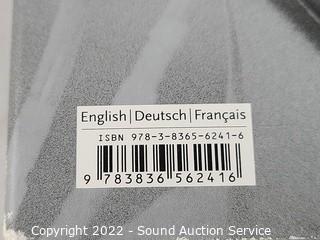 English|Deutsch|Français
ISBN 978-3-8365-6241-6
9 783836 562416
Copyright 2022 - Sound Auction Service